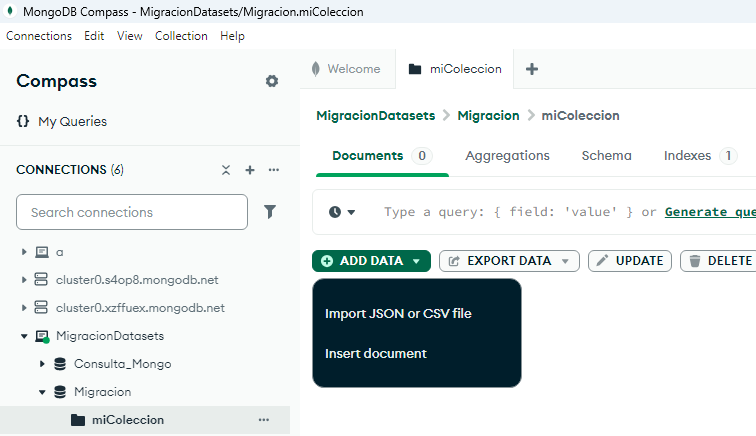 MongoDB Compass - MigracionDatasets/Migracion.miColeccion
Connections Edit View Collection Help
Compass
{} My Queries
CONNECTIONS (6)
Search connections
a
cluster0.s4op8.mongodb.net
cluster0.xzffuex.mongodb.net
MigracionDatasets
Consulta_Mongo
Migracion
miColeccion
Welcome miColeccion
MigracionDatasets > Migracion > miColeccion
Documents 0 Aggregations Schema Indexes 1
Type a query: { field: 'value' } or Generate que
ADD DATA EXPORT DATA UPDATE DELETE
Import JSON or CSV file
Insert document